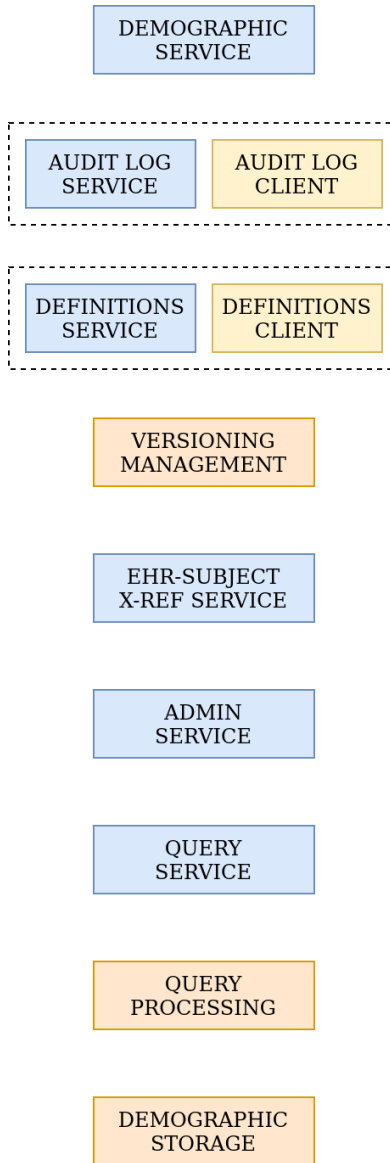 DEMOGRAPHIC
SERVICE
AUDIT LOG
SERVICE
AUDIT LOG
CLIENT
DEFINITIONS
SERVICE
DEFINITIONS
CLIENT
VERSIONING
MANAGEMENT
EHR-SUBJECT
X-REF SERVICE
ADMIN
SERVICE
QUERY
SERVICE
QUERY
PROCESSING
DEMOGRAPHIC
STORAGE